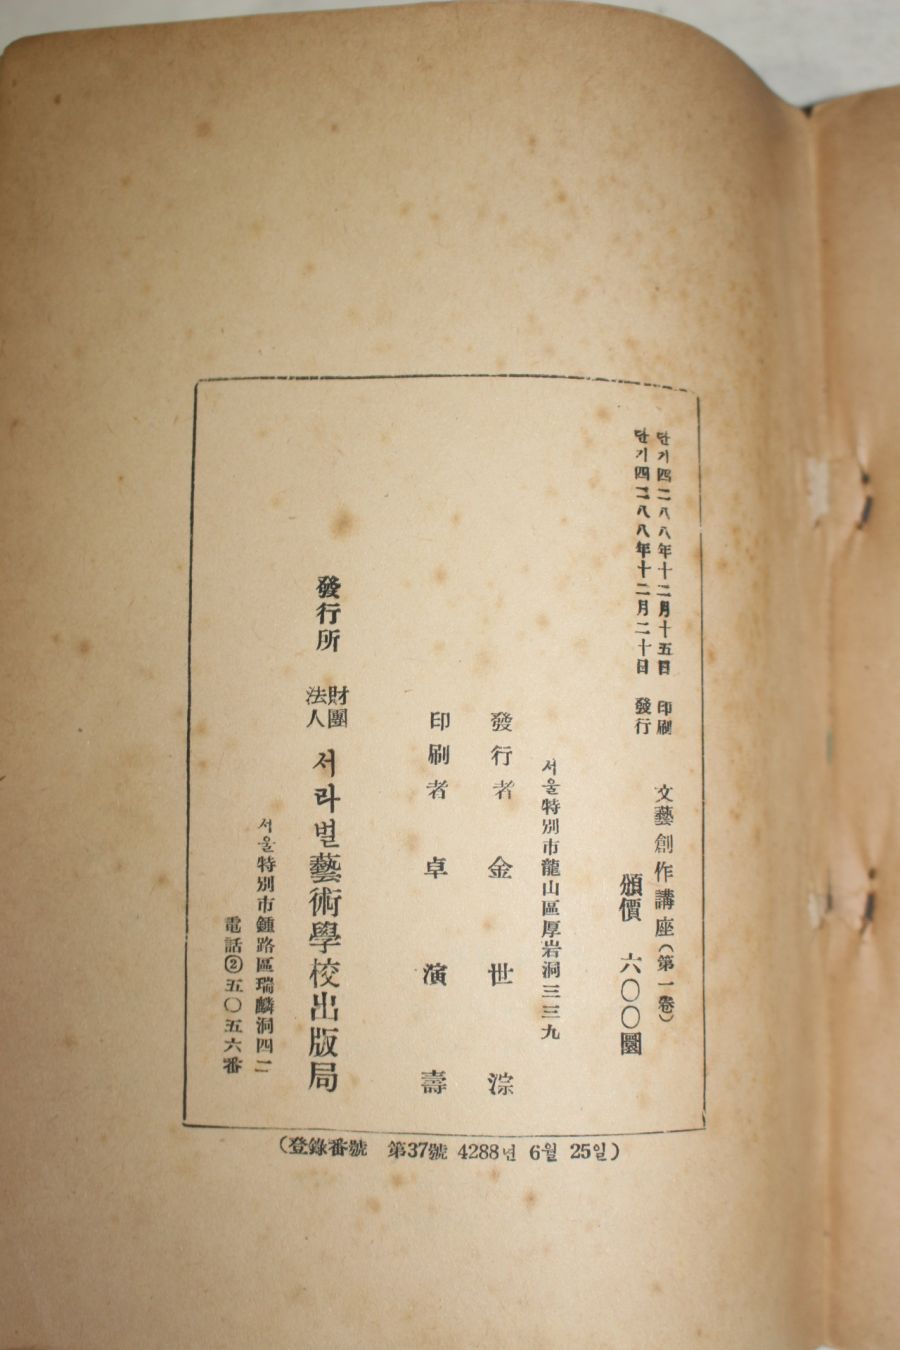 단기四二八八年十二月十五日 印刷
단기四二八八年十二月二十日 發行
文藝創作講座(第一卷)
頒價 六〇〇圜
서울特別市龍山區厚岩洞三三九
發行者 金世淙
印刷者 卓演壽
發行所 財團法人 서라벌藝術學校出版局
서울特別市鍾路區瑞麟洞四二
電話②五〇五六番
(登錄番號 第37號 4288년 6월 25일)